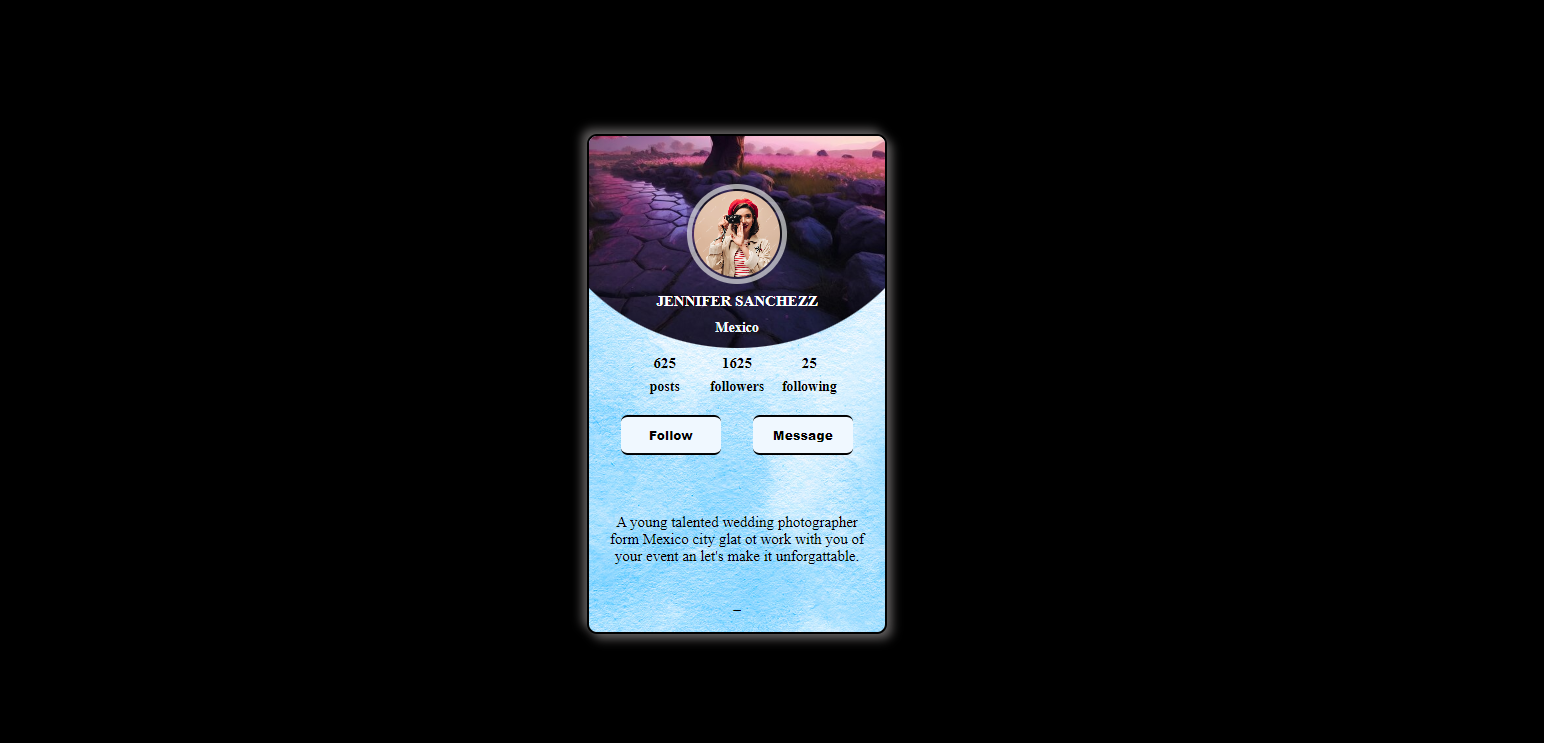 JENNIFER SANCHEZZ
Mexico
625 1625 25
posts followers following
Follow Message
A young talented wedding photographer
form Mexico city glat ot work with you of
your event an let's make it unforgattable.
_